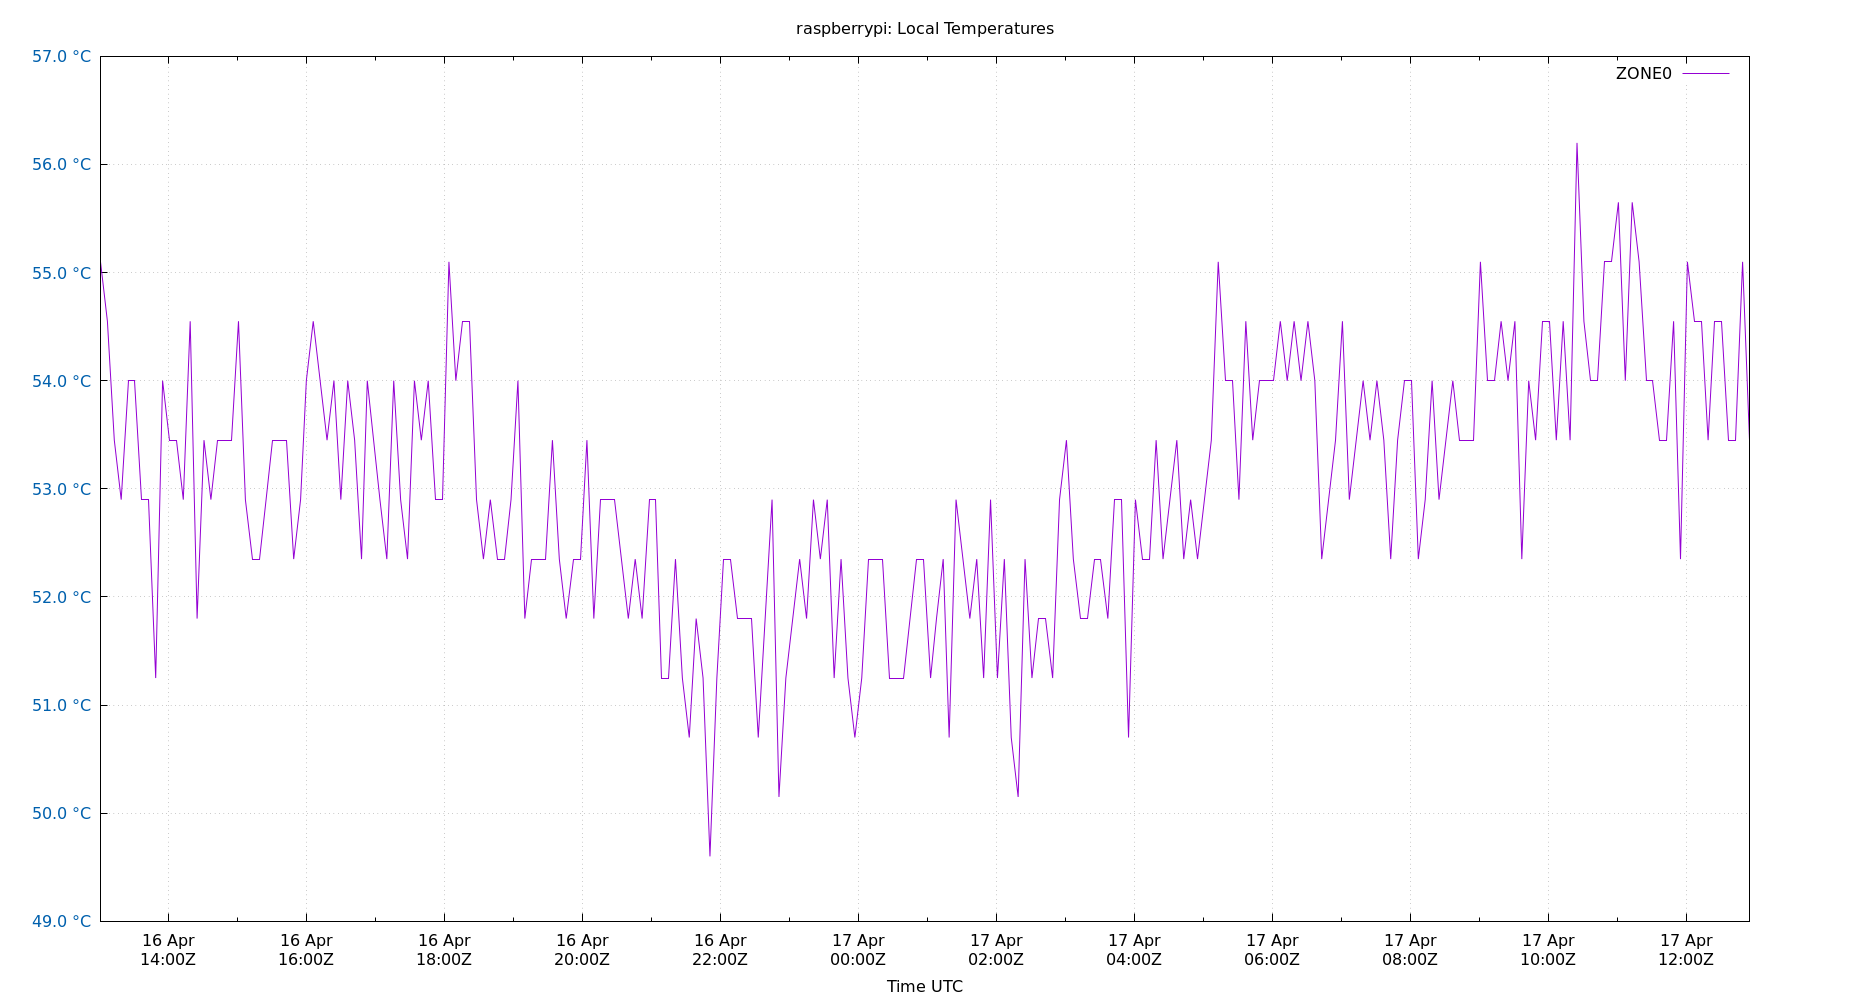 raspberrypi: Local Temperatures
57.0 °C
ZONE0
56.0 °C
55.0 °C
54.0 °C
53.0 °C
52.0 °C
51.0 °C
50.0 °C
49.0 °C
16 Apr 16 Apr 16 Apr 16 Apr 16 Apr 17 Apr 17 Apr 17 Apr 17 Apr 17 Apr 17 Apr 17 Apr
14:00Z 16:00Z 18:00Z 20:00Z 22:00Z 00:00Z 02:00Z 04:00Z 06:00Z 08:00Z 10:00Z 12:00Z
Time UTC